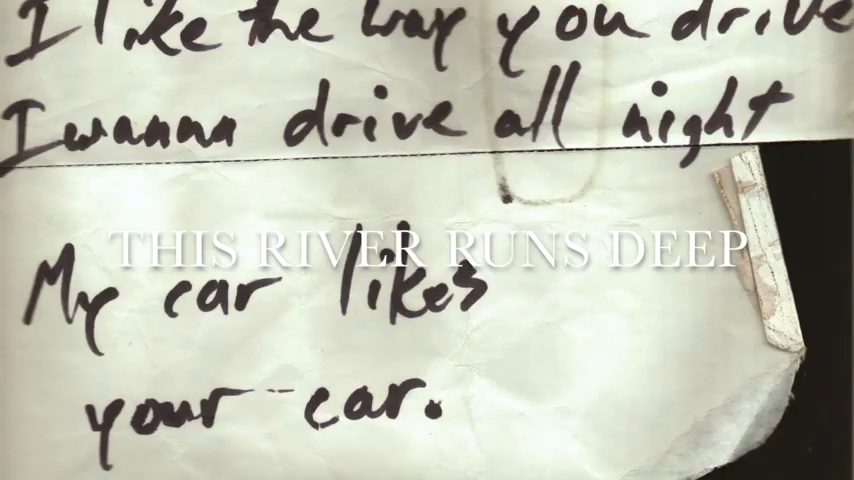 I like the way you drive
I wanna drive all night
THIS RIVER RUNS DEEP
My car likes
your car.